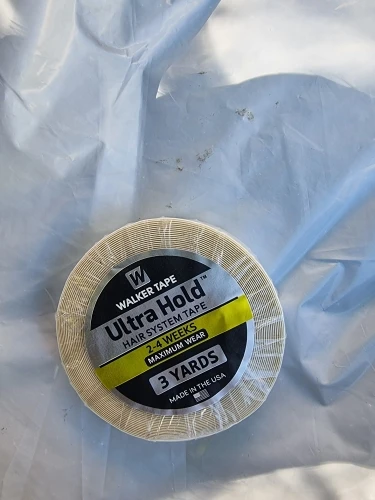 W
WALKER TAPE
Ultra Hold™
HAIR SYSTEM TAPE
2-4 WEEKS
MAXIMUM WEAR
3 YARDS
MADE IN THE USA